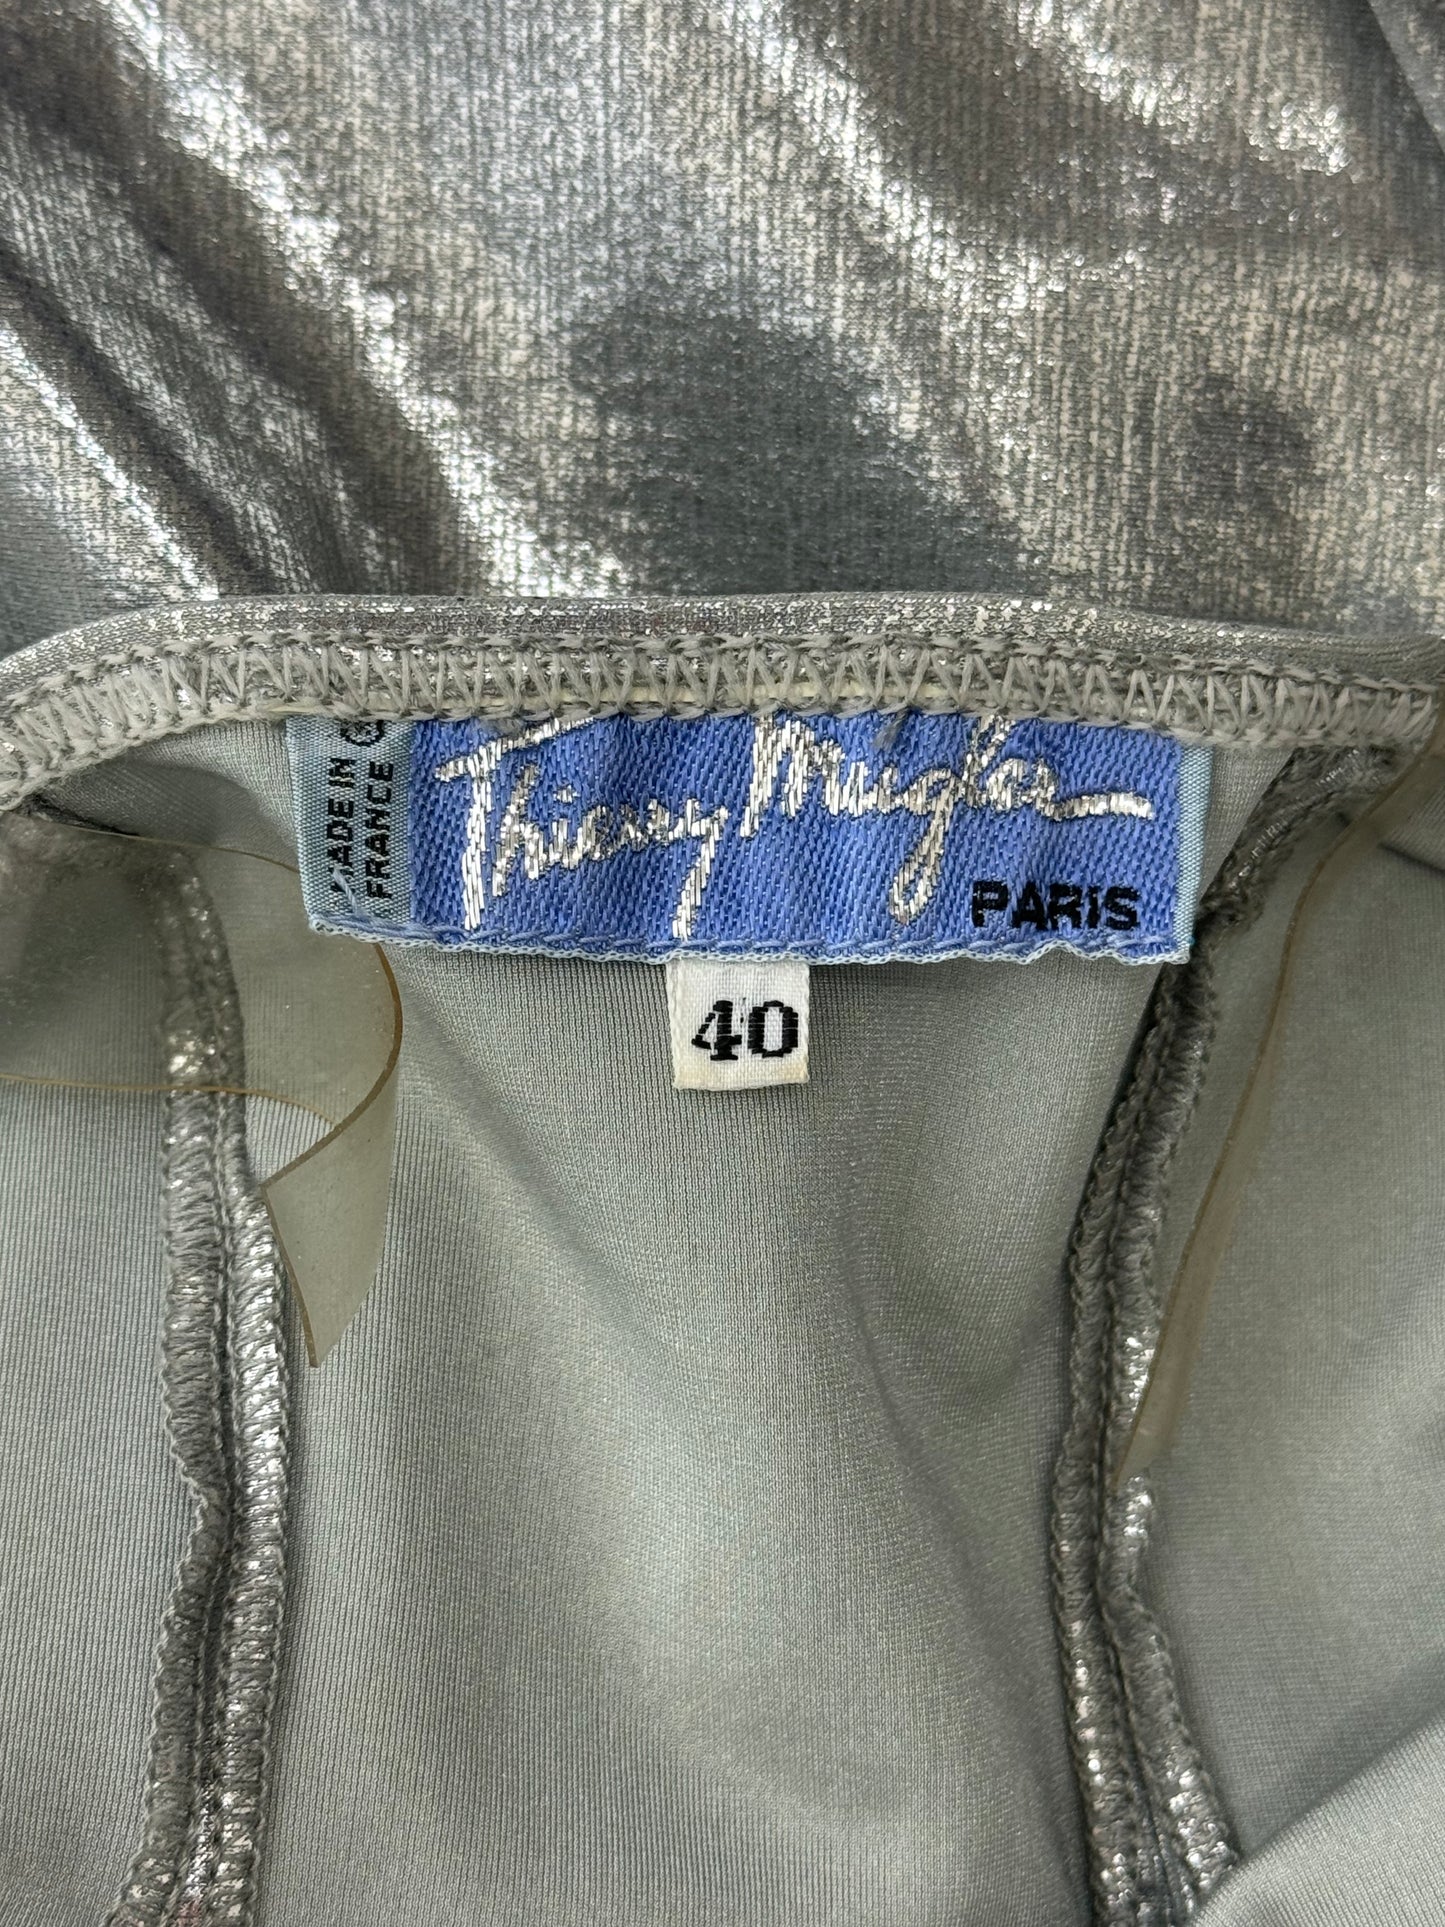 MADE IN
FRANCE
Thierry Mugler
PARIS
40